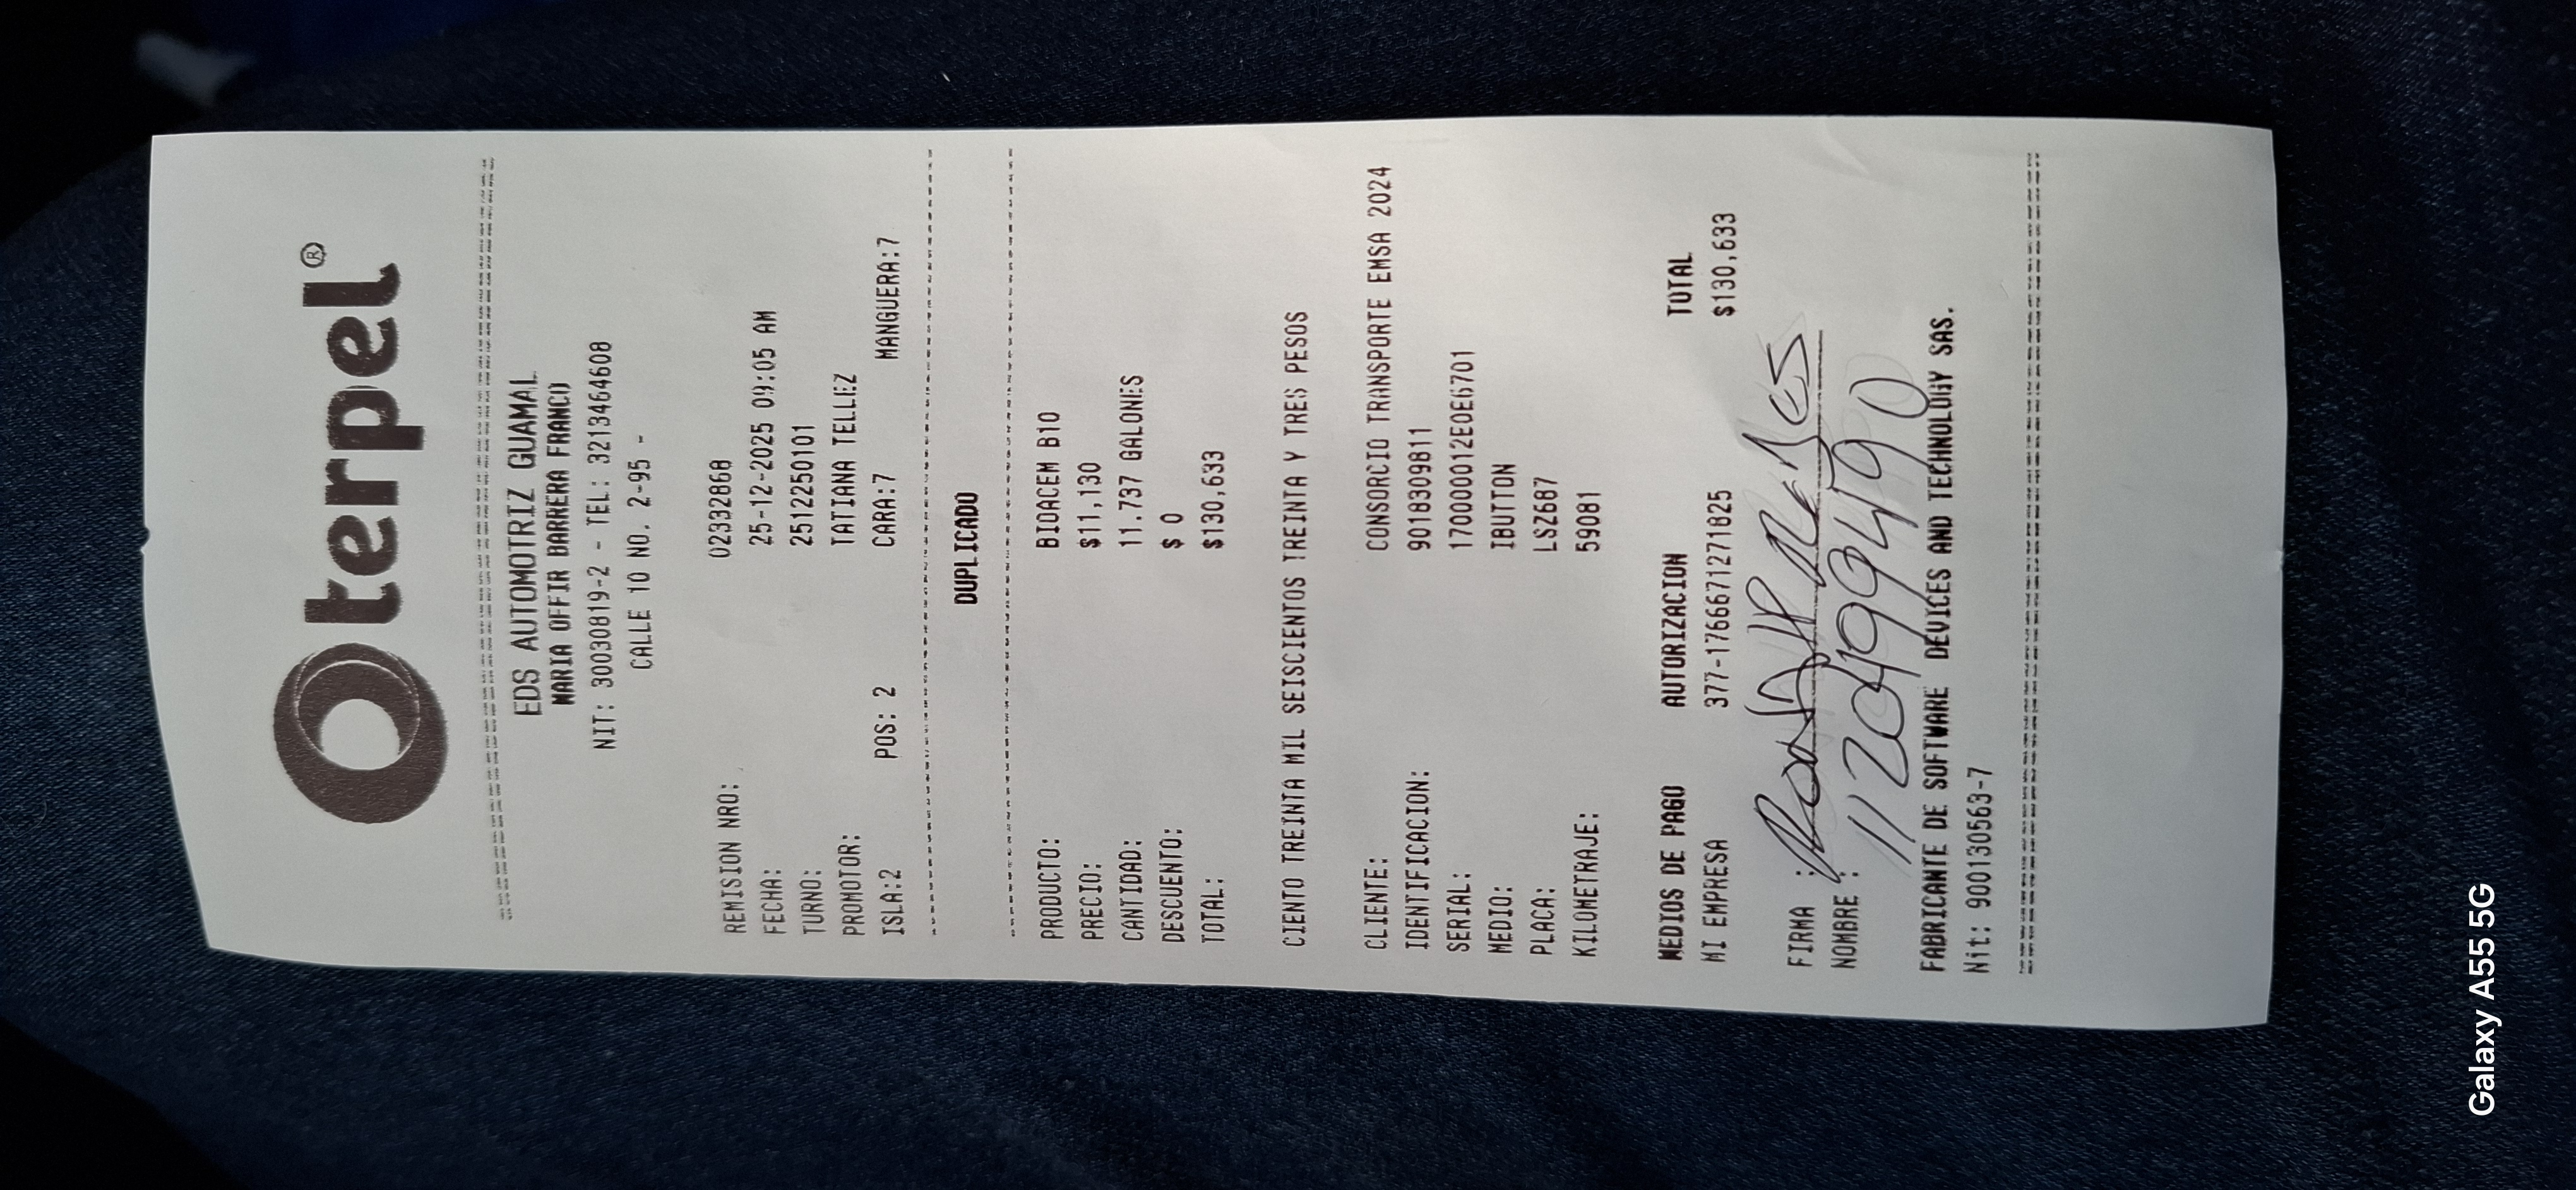 terpel®
EDS AUTOMOTRIZ GUAMAL
MARIA OFFIR BARRERA FRANCO
NIT: 30030819-2 - TEL: 3213464608
CALLE 10 NO. 2-95 -
REMISION NRO: 02332868
FECHA: 25-12-2025 09:05 AM
TURNO: 2512250101
PROMOTOR: TATIANA TELLEZ
ISLA:2 POS: 2 CARA:7 MANGUERA:7
DUPLICADO
PRODUCTO: BIOACEM B10
PRECIO: $11,130
CANTIDAD: 11.737 GALONES
DESCUENTO: $ 0
TOTAL: $130,633
CIENTO TREINTA MIL SEISCIENTOS TREINTA Y TRES PESOS
CLIENTE: CONSORCIO TRANSPORTE EMSA 2024
IDENTIFICACION: 9018309811
SERIAL: 1700000012E0E6701
MEDIO: IBUTTON
PLACA: LSZ687
KILOMETRAJE: 59081
MEDIOS DE PAGO AUTORIZACION TOTAL
MI EMPRESA 377-1766671271825 $130,633
FIRMA :
NOMBRE :
FABRICANTE DE SOFTWARE DEVICES AND TECHNOLOGY SAS.
Nit: 900130563-7
Galaxy A55 5G